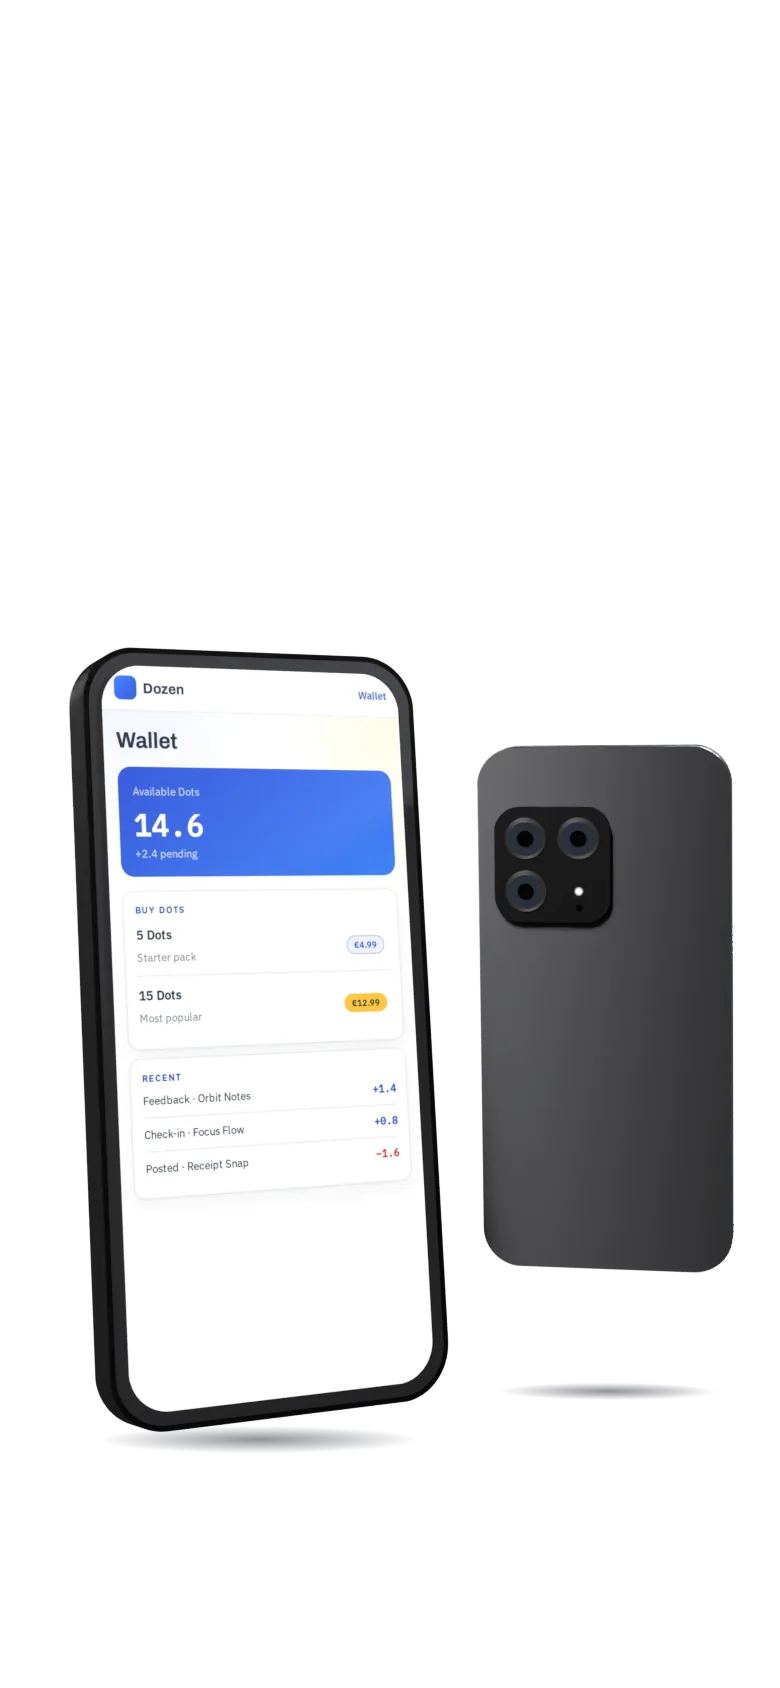 Dozen
Wallet
Wallet
Available Dots
14.6
+2.4 pending
BUY DOTS
5 Dots
Starter pack
€4.99
15 Dots
Most popular
€12.99
RECENT
Feedback · Orbit Notes
+1.4
Check-in · Focus Flow
+0.8
Posted · Receipt Snap
−1.6